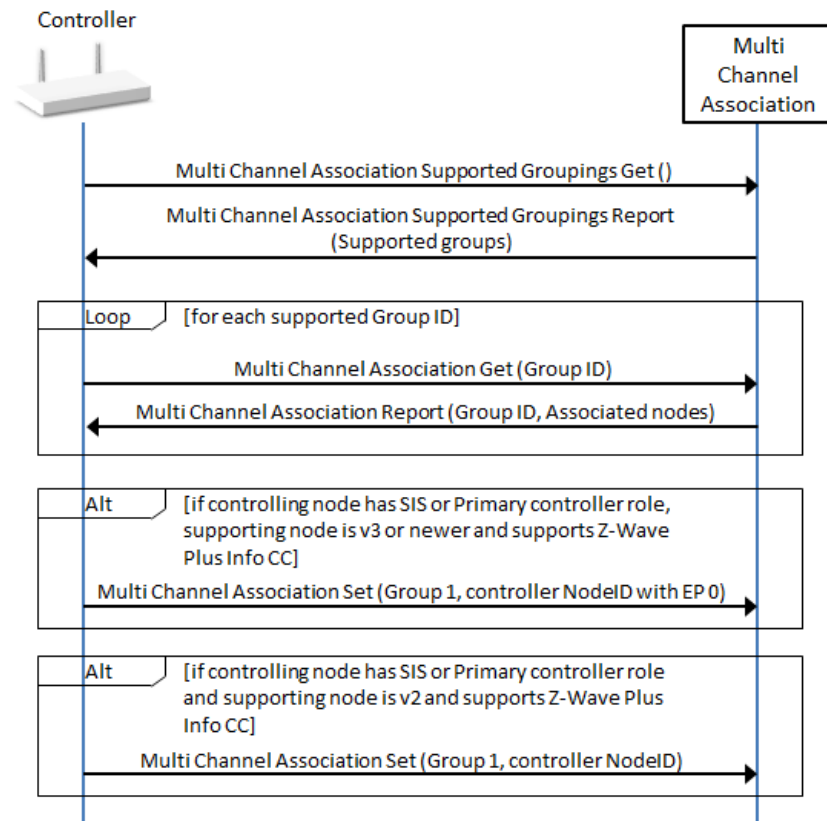 Controller
Multi
Channel
Association
Multi Channel Association Supported Groupings Get ()
Multi Channel Association Supported Groupings Report
(Supported groups)
Loop [for each supported Group ID]
Multi Channel Association Get (Group ID)
Multi Channel Association Report (Group ID, Associated nodes)
Alt [if controlling node has SIS or Primary controller role,
supporting node is v3 or newer and supports Z-Wave
Plus Info CC]
Multi Channel Association Set (Group 1, controller NodeID with EP 0)
Alt [if controlling node has SIS or Primary controller role
and supporting node is v2 and supports Z-Wave Plus
Info CC]
Multi Channel Association Set (Group 1, controller NodeID)